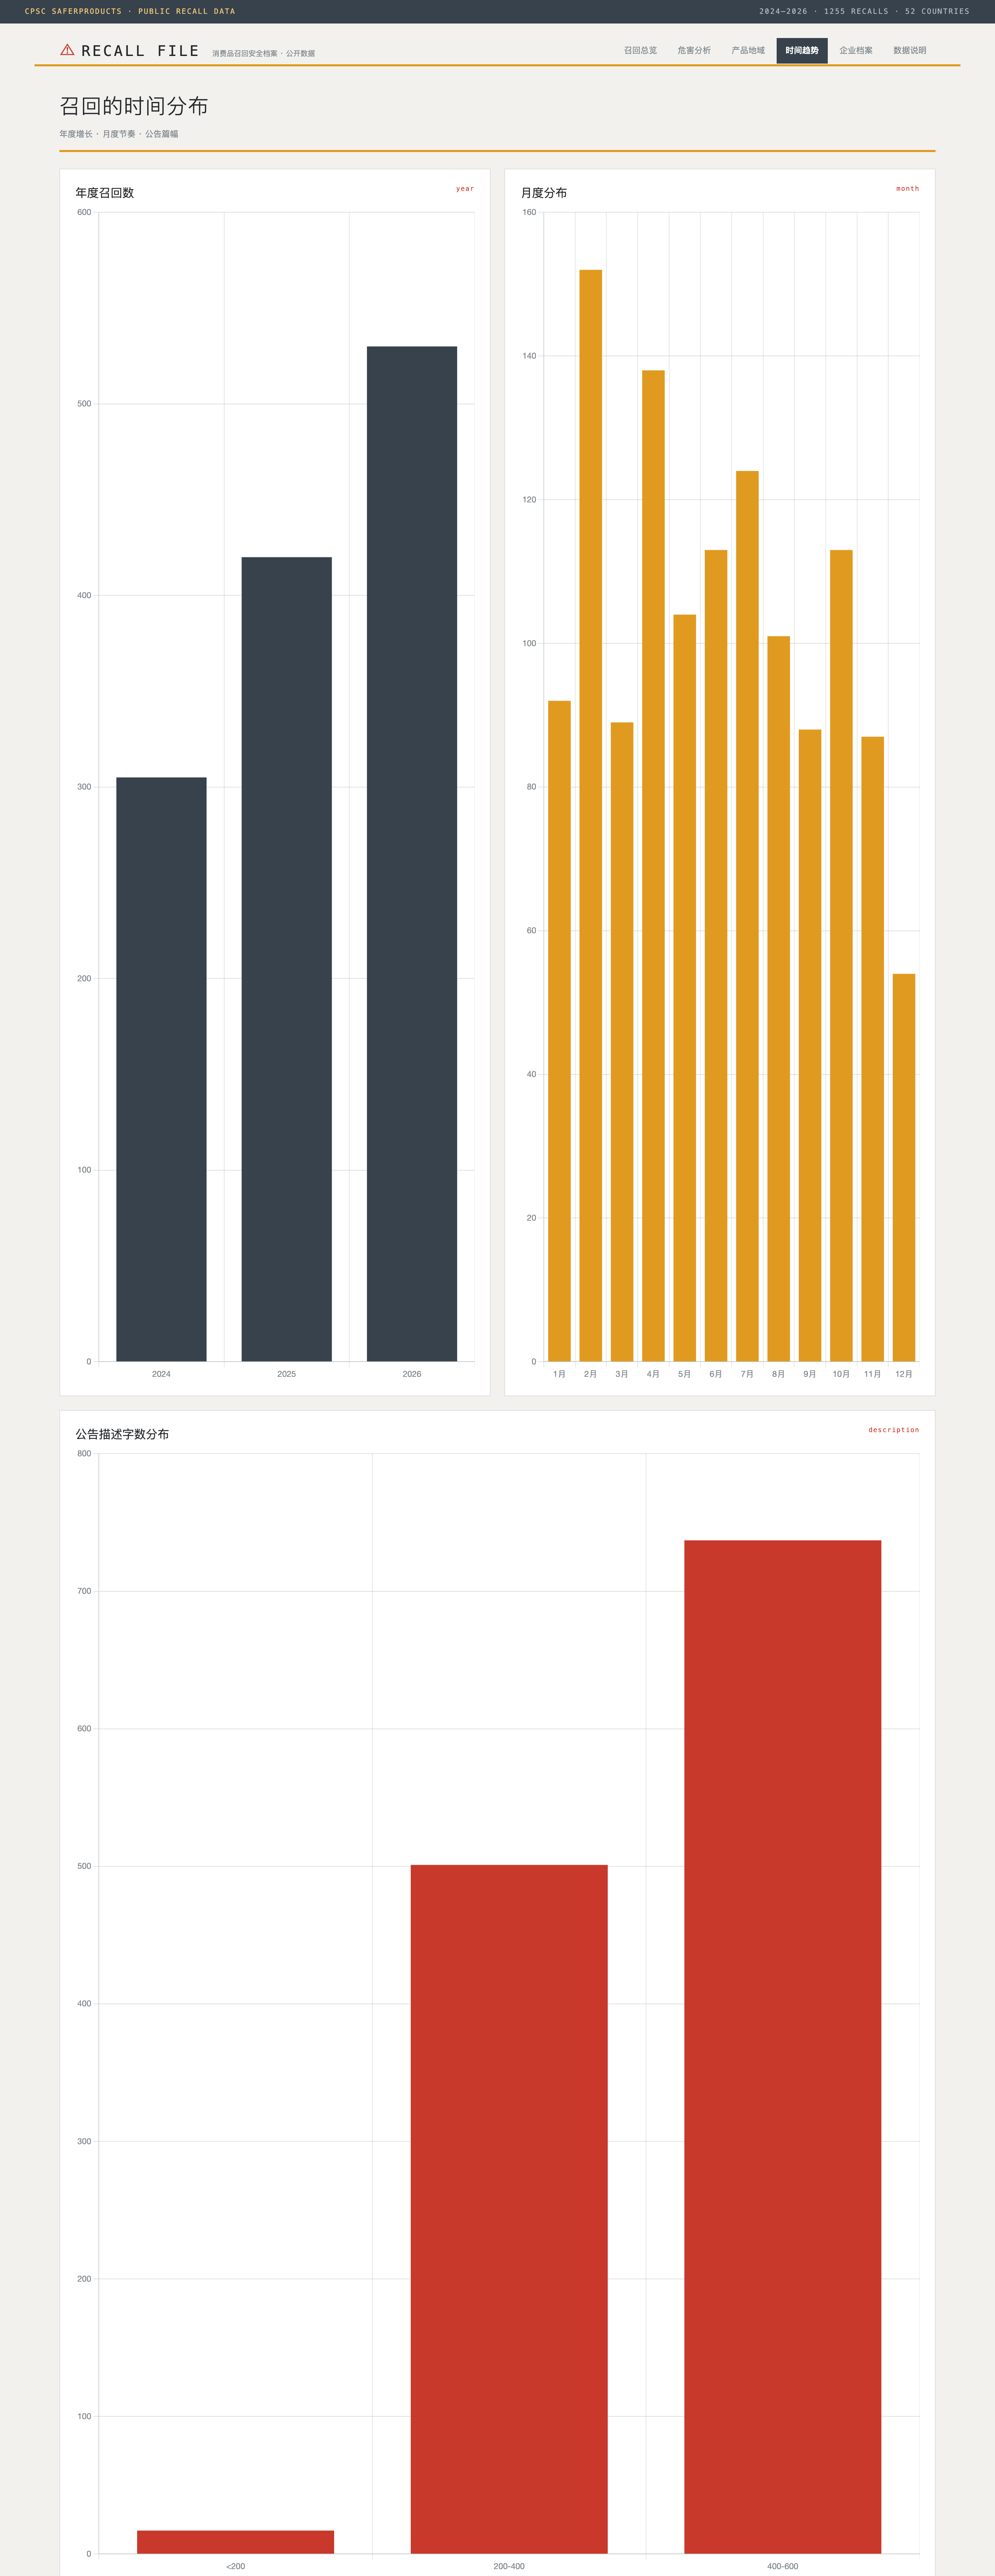 CPSC SAFERPRODUCTS · PUBLIC RECALL DATA
2024—2026 · 1255 RECALLS · 52 COUNTRIES
RECALL FILE
消费品召回安全档案 · 公开数据
召回总览
危害分析
产品地域
时间趋势
企业档案
数据说明
召回的时间分布
年度增长 · 月度节奏 · 公告篇幅
年度召回数
year
600
500
400
300
200
100
0
2024
2025
2026
月度分布
month
160
140
120
100
80
60
40
20
0
1月
2月
3月
4月
5月
6月
7月
8月
9月
10月
11月
12月
公告描述字数分布
description
800
700
600
500
400
300
200
100
0
<200
200-400
400-600